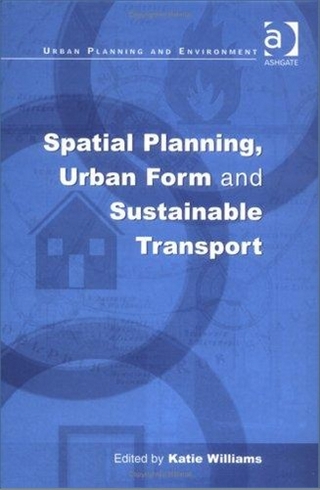 URBAN PLANNING AND ENVIRONMENT
a
ASHGATE
Spatial Planning,
Urban Form and
Sustainable
Transport
Edited by Katie Williams